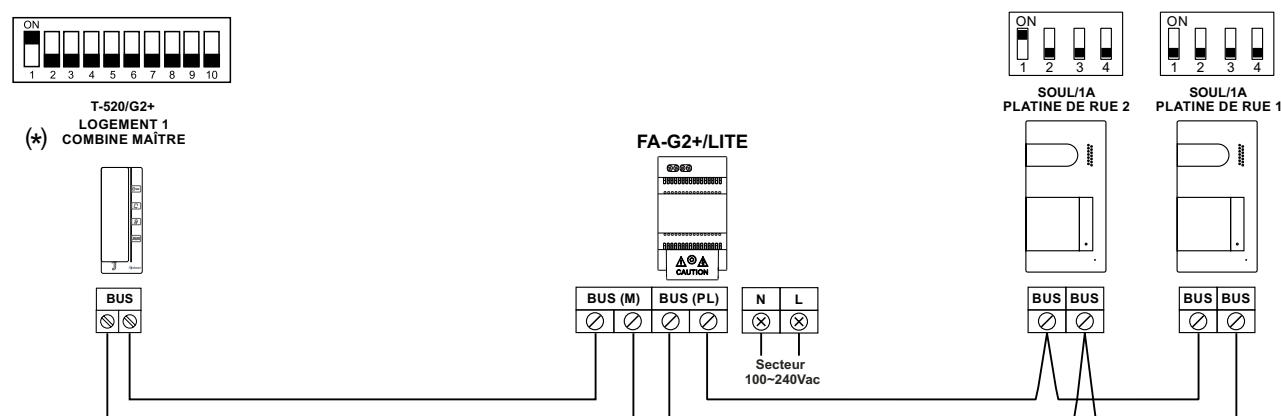 ON
1 2 3 4 5 6 7 8 9 10
T-520/G2+
LOGEMENT 1
(*) COMBINE MAÎTRE
BUS
FA-G2+/LITE
CAUTION
BUS (M) BUS (PL) N L
Secteur
100~240Vac
ON
1 2 3 4
SOUL/1A
PLATINE DE RUE 2
BUS BUS
ON
1 2 3 4
SOUL/1A
PLATINE DE RUE 1
BUS BUS